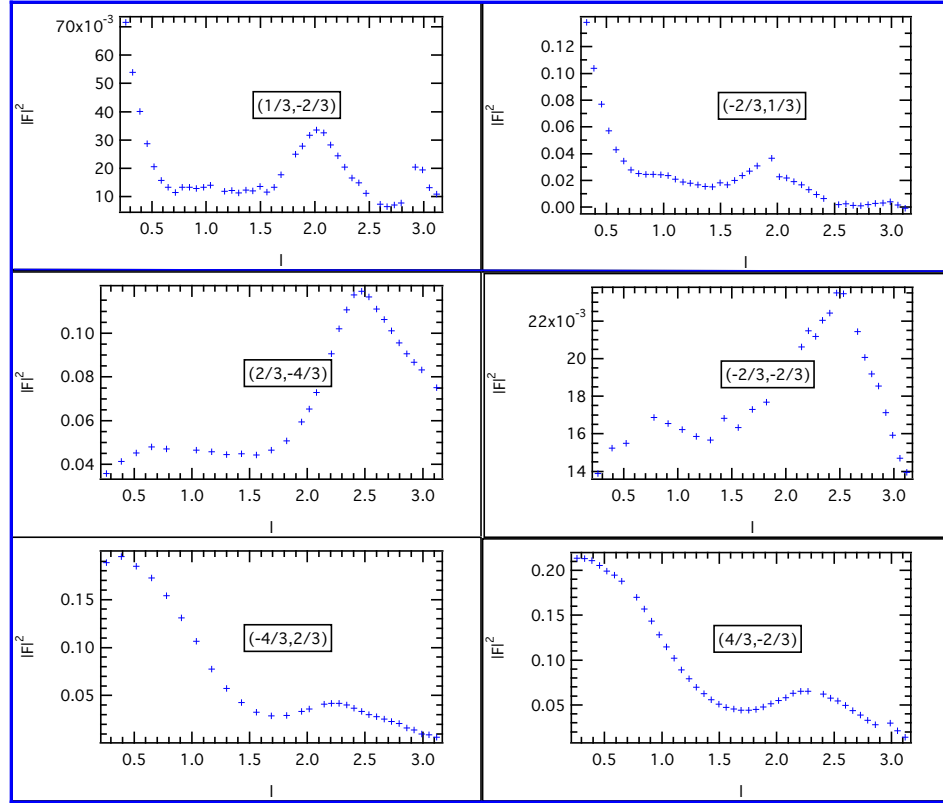 70x10⁻³
60
50
40
30
20
10
|F|²
(1/3,-2/3)
0.5 1.0 1.5 2.0 2.5 3.0
l
0.12
0.10
0.08
0.06
0.04
0.02
0.00
|F|²
(-2/3,1/3)
0.5 1.0 1.5 2.0 2.5 3.0
l
0.10
0.08
0.06
0.04
|F|²
(2/3,-4/3)
0.5 1.0 1.5 2.0 2.5 3.0
l
22x10⁻³
20
18
16
14
|F|²
(-2/3,-2/3)
0.5 1.0 1.5 2.0 2.5 3.0
l
0.15
0.10
0.05
|F|²
(-4/3,2/3)
0.5 1.0 1.5 2.0 2.5 3.0
l
0.20
0.15
0.10
0.05
|F|²
(4/3,-2/3)
0.5 1.0 1.5 2.0 2.5 3.0
l